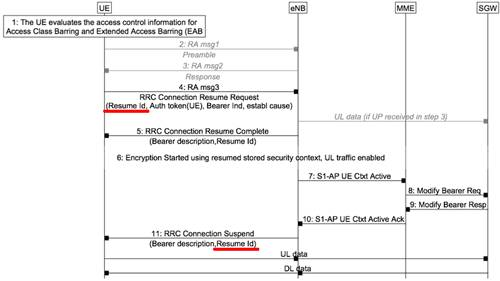 UE eNB MME SGW
1: The UE evaluates the access control information for
Access Class Barring and Extended Access Barring (EAB
2: RA msg1
Preamble
3: RA msg2
Response
4: RA msg3
RRC Connection Resume Request
(Resume Id, Auth token(UE), Bearer Ind, establ cause)
UL data (if UP received in step 3)
5: RRC Connection Resume Complete
(Bearer description,Resume Id)
6: Encryption Started using resumed stored security context, UL traffic enabled
7: S1-AP UE Ctxt Active
8: Modify Bearer Req
9: Modify Bearer Resp
10: S1-AP UE Ctxt Active Ack
11: RRC Connection Suspend
(Bearer description,Resume Id)
UL data
DL data